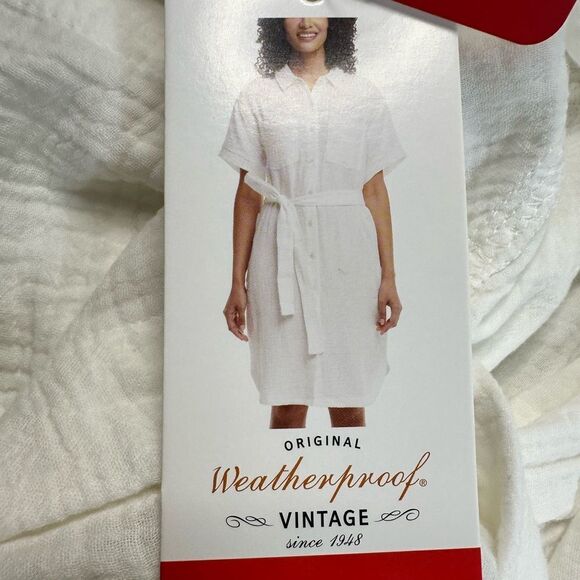 ORIGINAL
Weatherproof®
VINTAGE
since 1948